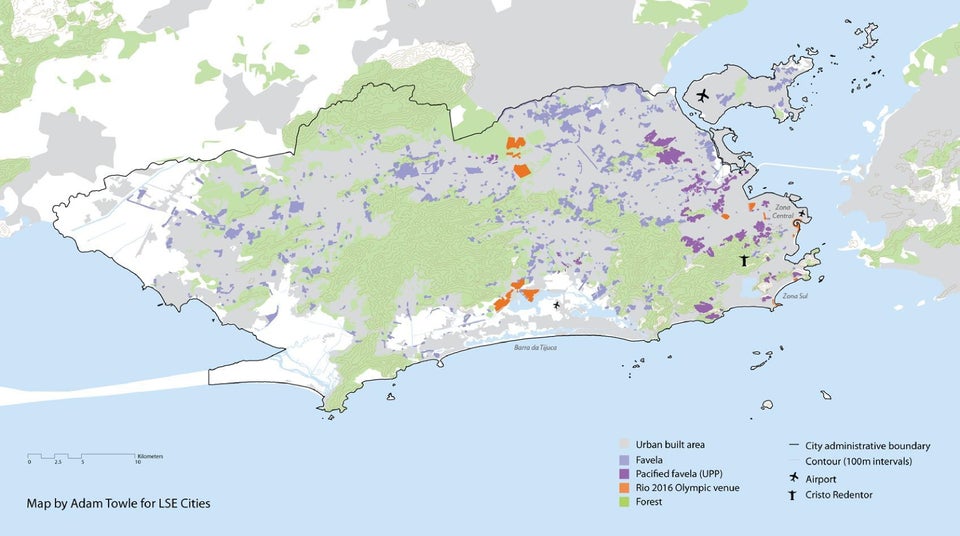 Zona
Central
Zona Sul
Barra da Tijuca
Kilometers
0 2.5 5 10
Map by Adam Towle for LSE Cities
Urban built area
Favela
Pacified favela (UPP)
Rio 2016 Olympic venue
Forest
City administrative boundary
Contour (100m intervals)
Airport
Cristo Redentor